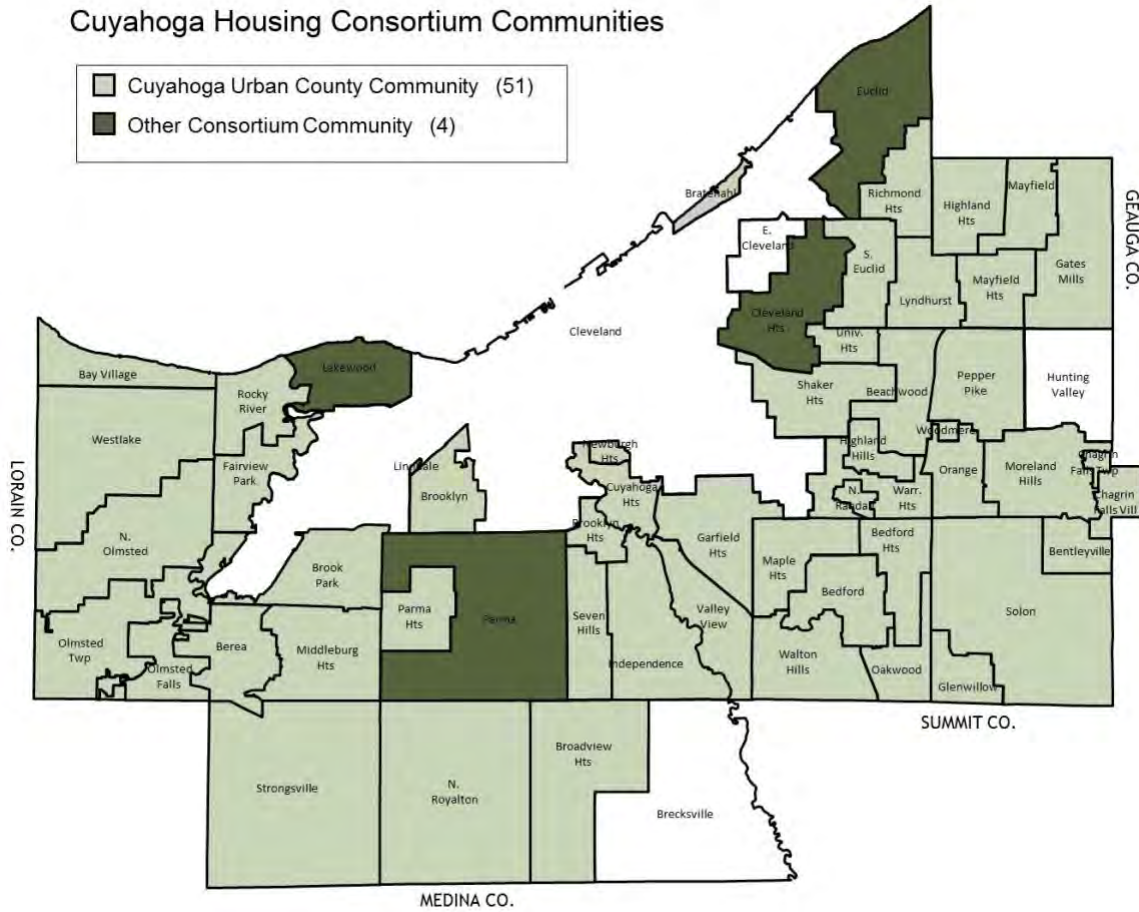 Cuyahoga Housing Consortium Communities
Cuyahoga Urban County Community (51)
Other Consortium Community (4)
Euclid
Bratenahl
Richmond
Hts
Highland
Hts
Mayfield
GEAUGA CO.
E.
Cleveland
S.
Euclid
Gates
Mills
Mayfield
Hts
Lyndhurst
Cleveland
Hts
Cleveland
Univ.
Hts
Bay Village
Lakewood
Rocky
River
Shaker
Hts
Beachwood
Pepper
Pike
Hunting
Valley
Westlake
Fairview
Park
Linndale
Brooklyn
Newburgh
Hts
Cuyahoga
Hts
Brooklyn
Hts
Highland
Hills
Woodmere
Orange
Moreland
Hills
Chagrin
Falls Twp
Chagrin
Falls Vill
N.
Randall
Warr.
Hts
LORAIN CO.
N.
Olmsted
Brook
Park
Garfield
Hts
Maple
Hts
Bedford
Hts
Bentleyville
Bedford
Solon
Olmsted
Twp
Olmsted
Falls
Berea
Middleburg
Hts
Parma
Hts
Parma
Seven
Hills
Independence
Valley
View
Walton
Hills
Oakwood
Glenwillow
SUMMIT CO.
Strongsville
N.
Royalton
Broadview
Hts
Brecksville
MEDINA CO.